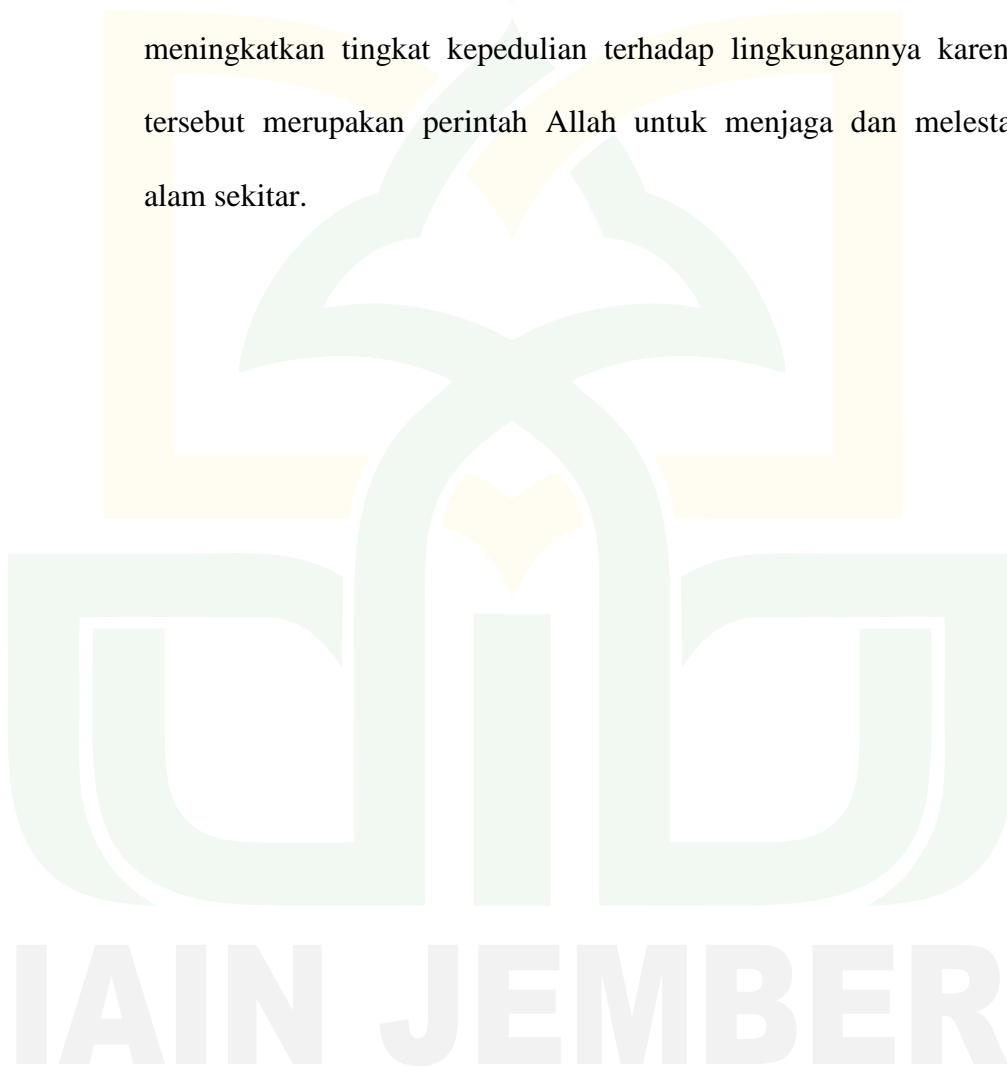 meningkatkan tingkat kepedulian terhadap lingkungannya karen
tersebut merupakan perintah Allah untuk menjaga dan melesta
alam sekitar.
IAIN JEMBER